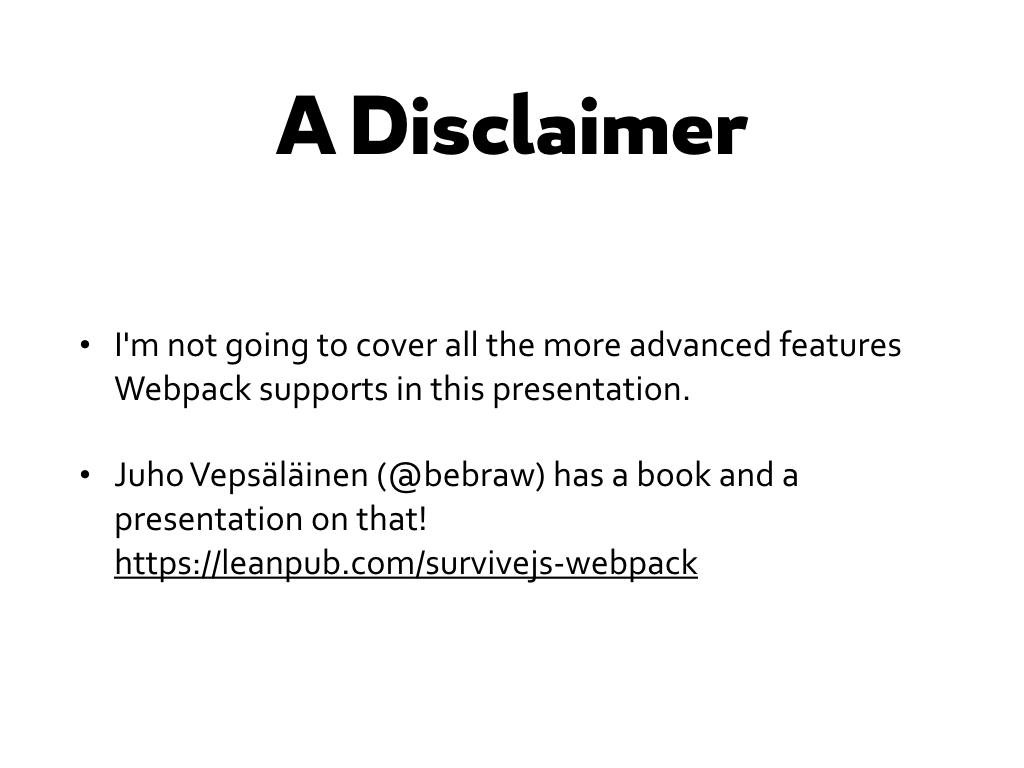 A Disclaimer
• I'm not going to cover all the more advanced features
Webpack supports in this presentation.
• Juho Vepsäläinen (@bebraw) has a book and a
presentation on that!
https://leanpub.com/survivejs-webpack